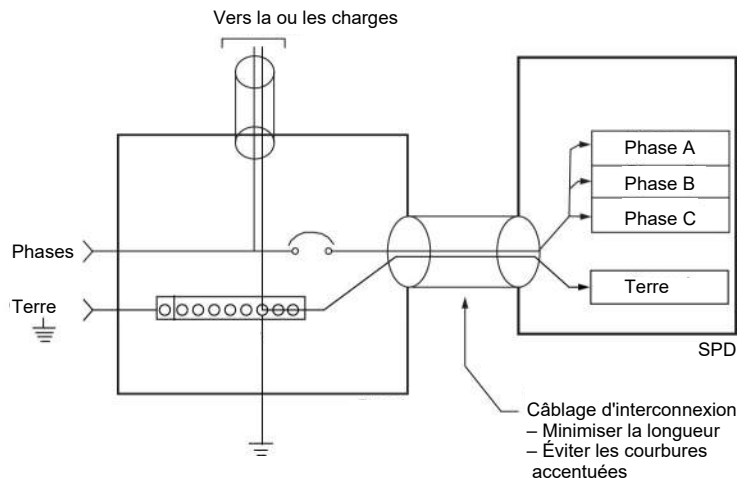 Vers la ou les charges
Phase A
Phase B
Phase C
Phases
Terre
Terre
SPD
Câblage d'interconnexion
– Minimiser la longueur
– Éviter les courbures
accentuées